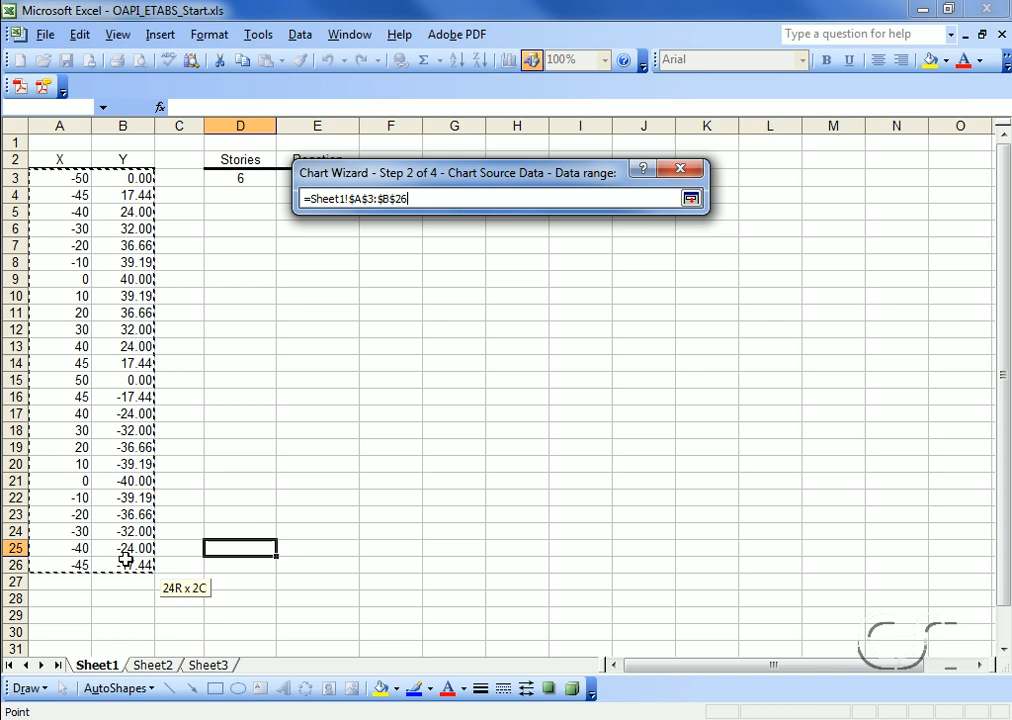 Microsoft Excel - OAPI_ETABS_Start.xls
File Edit View Insert Format Tools Data Window Help Adobe PDF
Type a question for help
100% Arial B U A
fx
A B C D E F G H I J K L M N O
1
2 X Y Stories
Chart Wizard - Step 2 of 4 - Chart Source Data - Data range:
=Sheet1!$A$3:$B$26
3 -50 0.00 6
4 -45 17.44
5 -40 24.00
6 -30 32.00
7 -20 36.66
8 -10 39.19
9 0 40.00
10 10 39.19
11 20 36.66
12 30 32.00
13 40 24.00
14 45 17.44
15 50 0.00
16 45 -17.44
17 40 -24.00
18 30 -32.00
19 20 -36.66
20 10 -39.19
21 0 -40.00
22 -10 -39.19
23 -20 -36.66
24 -30 -32.00
25 -40 -24.00
26 -45
27
24R x 2C
28
29
30
31
Sheet1 Sheet2 Sheet3
Draw AutoShapes
Point